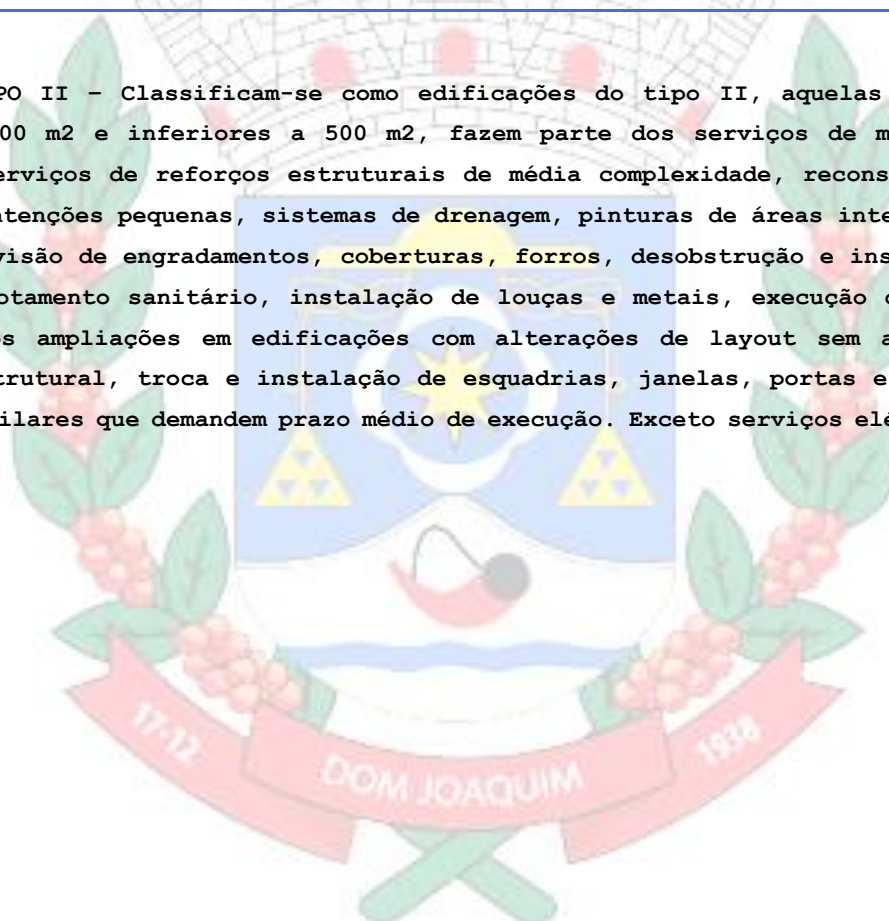 PO II – Classificam-se como edificações do tipo II, aquelas
00 m2 e inferiores a 500 m2, fazem parte dos serviços de m
erviços de reforços estruturais de média complexidade, recons
ntenções pequenas, sistemas de drenagem, pinturas de áreas inte
visão de engradamentos, coberturas, forros, desobstrução e ins
otamento sanitário, instalação de louças e metais, execução
os ampliações em edificações com alterações de layout sem a
trutural, troca e instalação de esquadrias, janelas, portas e
ilares que demandem prazo médio de execução. Exceto serviços elé
17-12
DOM JOAQUIM
1938